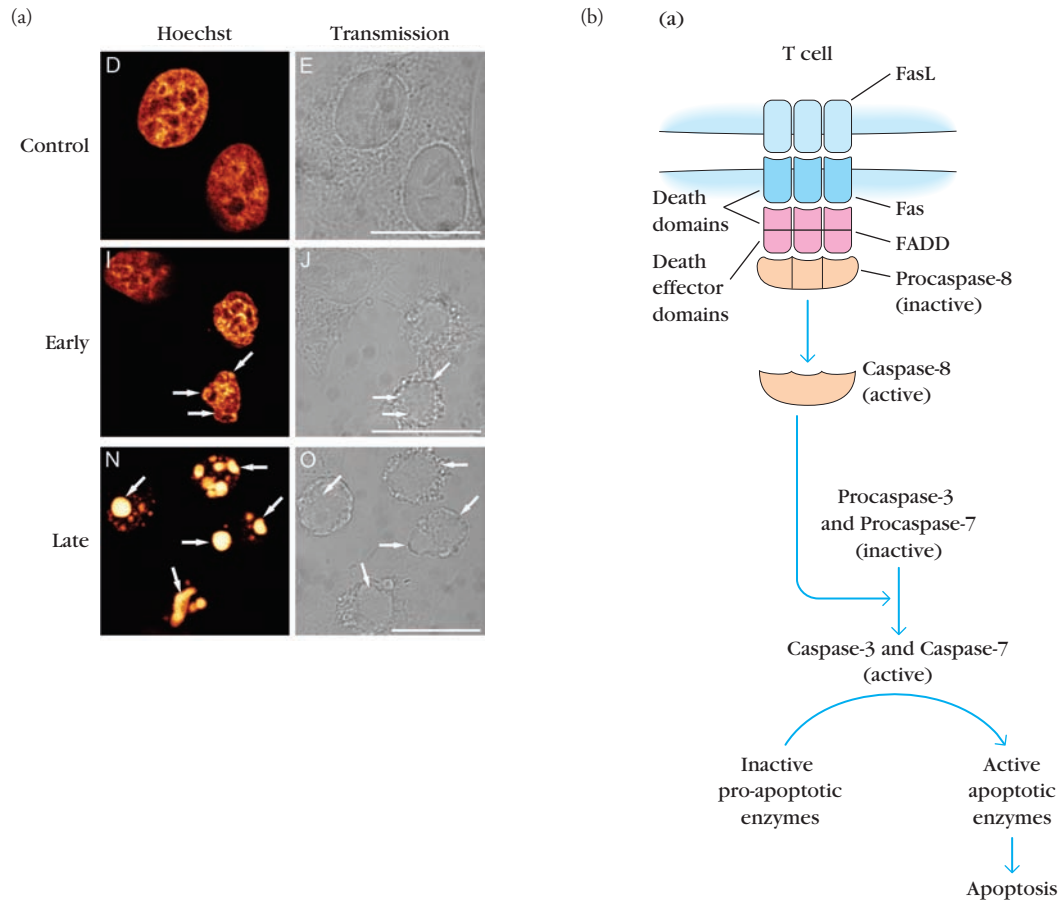 (a)
Hoechst
Transmission
Control
D
E
Early
I
J
Late
N
O
(b)
(a)
T cell
FasL
Death
domains
Fas
FADD
Death
effector
domains
Procaspase-8
(inactive)
Caspase-8
(active)
Procaspase-3
and Procaspase-7
(inactive)
Caspase-3 and Caspase-7
(active)
Inactive
pro-apoptotic
enzymes
Active
apoptotic
enzymes
Apoptosis